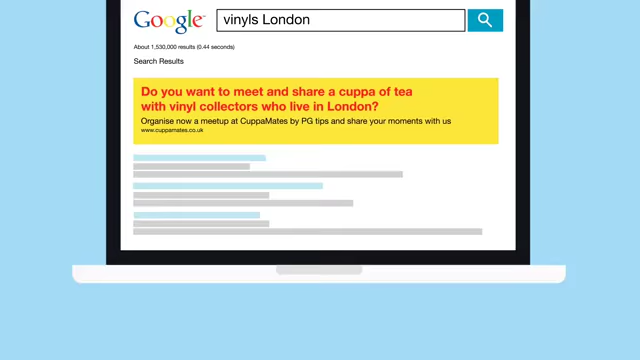 Google
vinyls London
About 1,530,000 results (0.44 seconds)
Search Results
Do you want to meet and share a cuppa of tea
with vinyl collectors who live in London?
Organise now a meetup at CuppaMates by PG tips and share your moments with us
www.cuppamates.co.uk